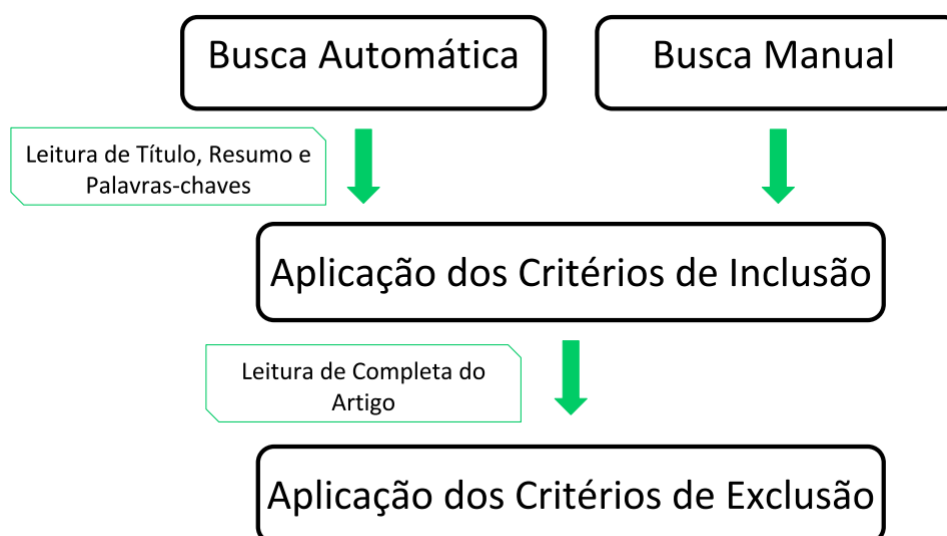 Busca Automática
Busca Manual
Leitura de Título, Resumo e
Palavras-chaves
Aplicação dos Critérios de Inclusão
Leitura de Completa do
Artigo
Aplicação dos Critérios de Exclusão